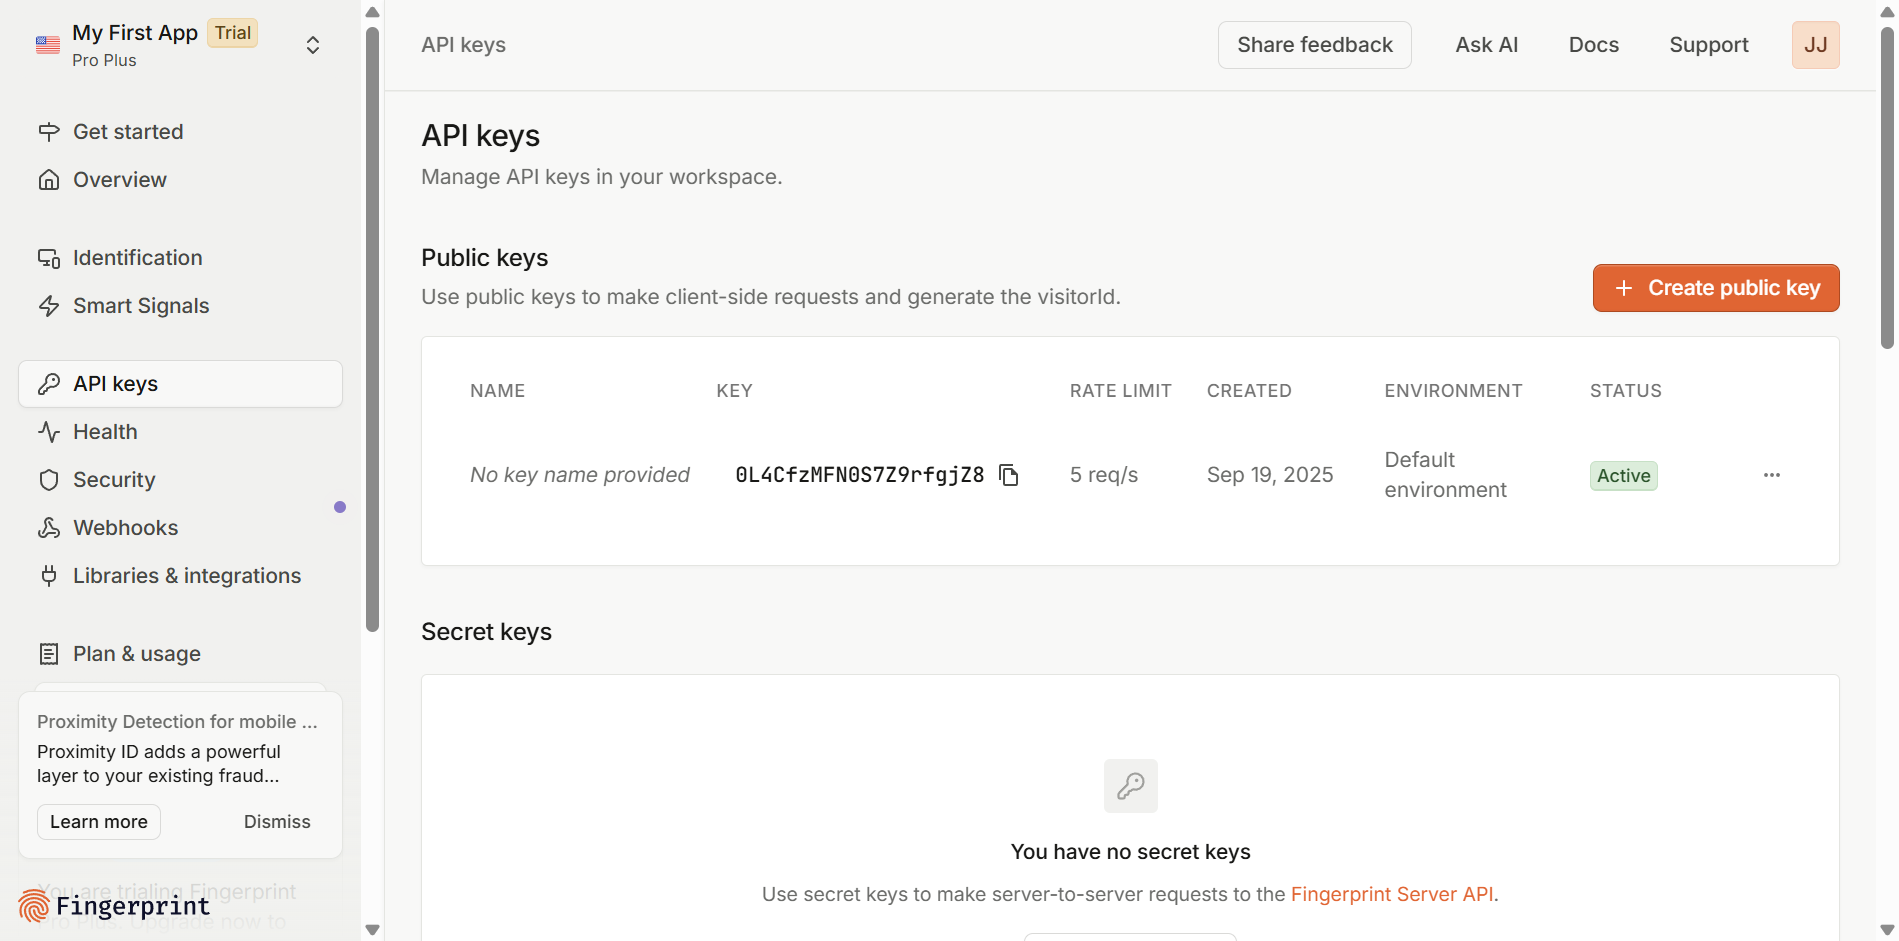 My First App Trial
Pro Plus
Get started
Overview
Identification
Smart Signals
API keys
Health
Security
Webhooks
Libraries & integrations
Plan & usage
Proximity Detection for mobile ...
Proximity ID adds a powerful
layer to your existing fraud...
Learn more Dismiss
You are trialing Fingerprint
Pro Plus. Upgrade now to
Fingerprint
API keys
Share feedback Ask AI Docs Support JJ
API keys
Manage API keys in your workspace.
Public keys
Use public keys to make client-side requests and generate the visitorId.
+ Create public key
NAME KEY RATE LIMIT CREATED ENVIRONMENT STATUS
No key name provided 0L4CfzMFN0S7Z9rfgjZ8 5 req/s Sep 19, 2025 Default environment Active
Secret keys
You have no secret keys
Use secret keys to make server-to-server requests to the Fingerprint Server API.